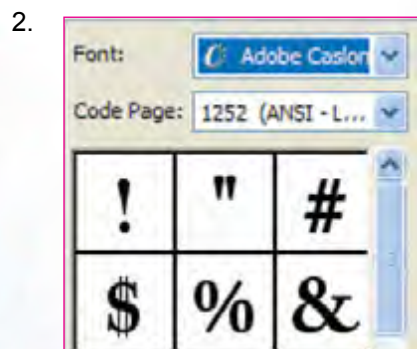 2.
Font: Adobe Caslon
Code Page: 1252 (ANSI - L...
! " #
$ % &